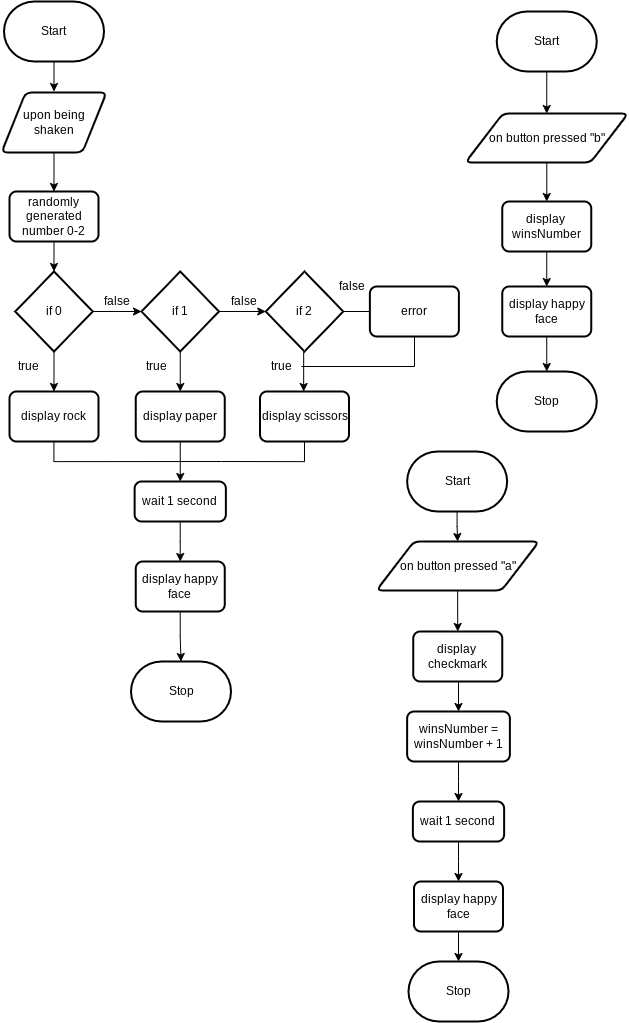 Start
upon being
shaken
randomly
generated
number 0-2
if 0
false
if 1
false
if 2
false
error
true
true
true
display rock
display paper
display scissors
wait 1 second
display happy
face
Stop
Start
on button pressed "b"
display
winsNumber
display happy
face
Stop
Start
on button pressed "a"
display
checkmark
winsNumber =
winsNumber + 1
wait 1 second
display happy
face
Stop